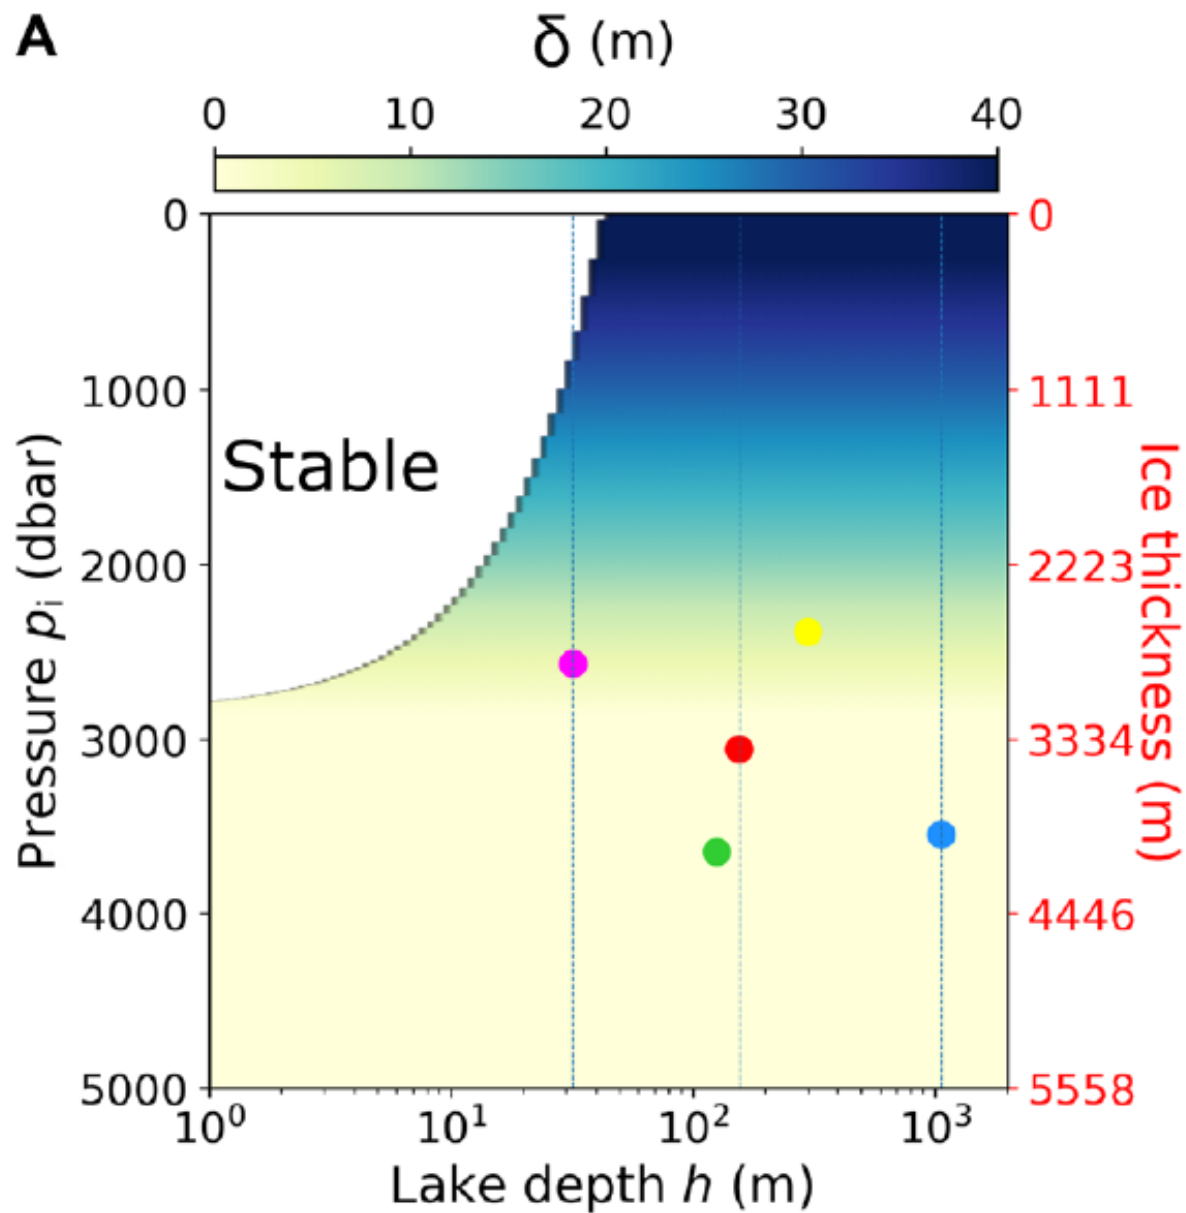 A
δ (m)
0 10 20 30 40
0
1000
2000
3000
4000
5000
Pressure pᵢ (dbar)
Stable
0
1111
2223
3334
4446
5558
Ice thickness (m)
10⁰ 10¹ 10² 10³
Lake depth h (m)